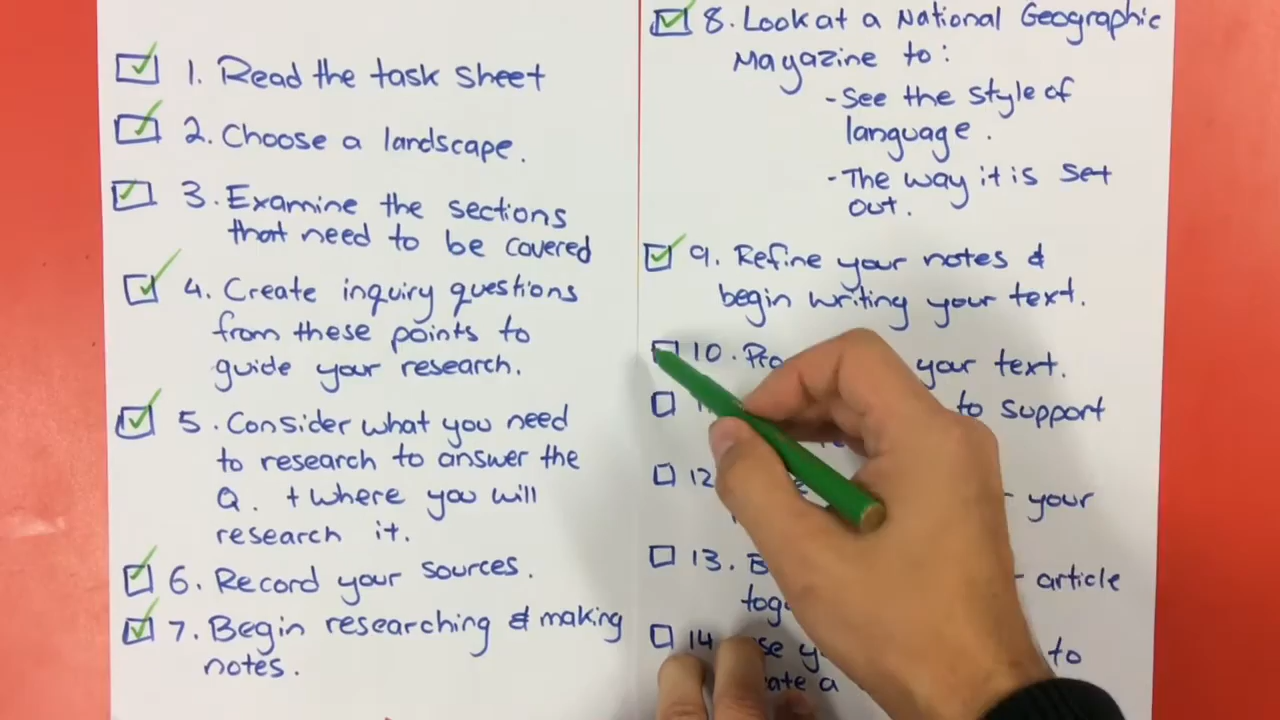 1. Read the task sheet
2. Choose a landscape.
3. Examine the sections
that need to be covered
4. Create inquiry questions
from these points to
guide your research.
5. Consider what you need
to research to answer the
Q. + where you will
research it.
6. Record your sources.
7. Begin researching & making
notes.
8. Look at a National Geographic
Magazine to:
- See the style of
language.
- The way it is set
out.
9. Refine your notes &
begin writing your text.
10. your text.
to support
12. your
13. article
14. to
a